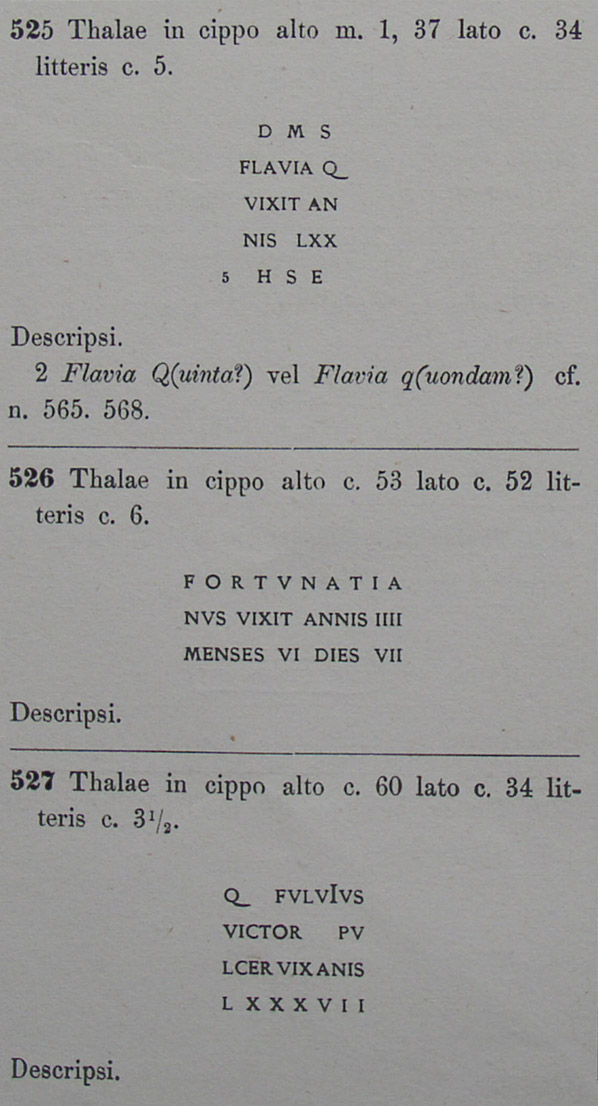 525 Thalae in cippo alto m. 1, 37 lato c. 34
litteris c. 5.
D M S
FLAVIA Q
VIXIT AN
NIS LXX
5 H S E
Descripsi.
2 Flavia Q(uinta?) vel Flavia q(uondam?) cf.
n. 565. 568.
526 Thalae in cippo alto c. 53 lato c. 52 lit-
teris c. 6.
F O R T V N A T I A
NVS VIXIT ANNIS IIII
MENSES VI DIES VII
Descripsi.
527 Thalae in cippo alto c. 60 lato c. 34 lit-
teris c. 3¹/₂.
Q FVLVIVS
VICTOR PV
LCER VIX ANIS
L X X X V I I
Descripsi.